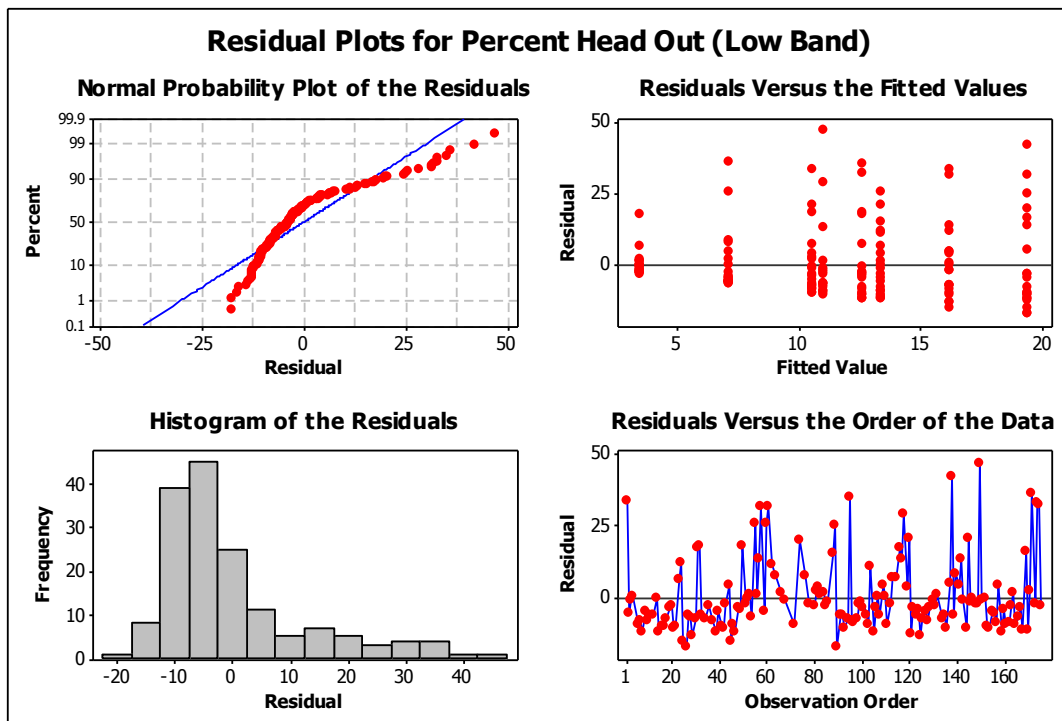 Residual Plots for Percent Head Out (Low Band)
Normal Probability Plot of the Residuals
99.9
99
90
50
10
1
0.1
Percent
-50 -25 0 25 50
Residual
Residuals Versus the Fitted Values
50
25
0
Residual
5 10 15 20
Fitted Value
Histogram of the Residuals
40
30
20
10
0
Frequency
-20 -10 0 10 20 30 40
Residual
Residuals Versus the Order of the Data
50
25
0
Residual
1 20 40 60 80 100 120 140 160
Observation Order